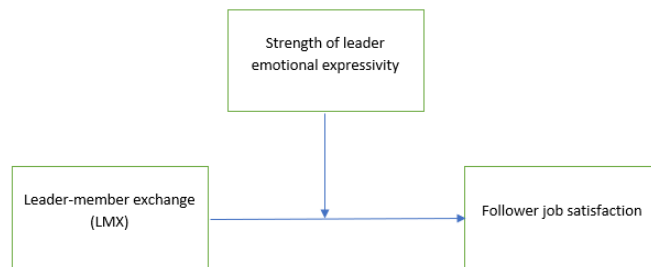 Strength of leader
emotional expressivity
Leader-member exchange
(LMX)
Follower job satisfaction